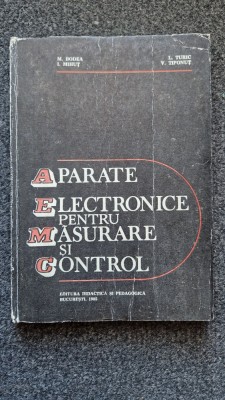 M. BODEA
I. MIHUȚ
L. TURIC
V. TIPONUȚ
APARATE
ELECTRONICE
PENTRU
MĂSURARE
ȘI
CONTROL
EDITURA DIDACTICĂ ȘI PEDAGOGICĂ
BUCUREȘTI, 1985